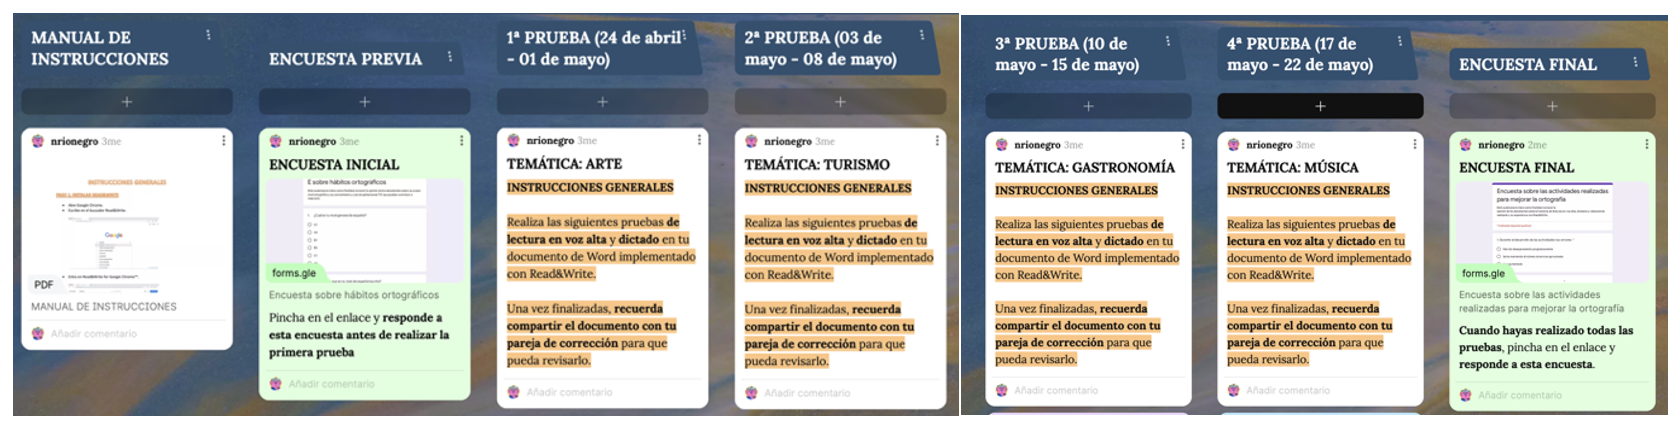 MANUAL DE
INSTRUCCIONES
nrionegro 3me
INSTRUCCIONES GENERALES
Google
PDF
MANUAL DE INSTRUCCIONES
Añadir comentario
ENCUESTA PREVIA
nrionegro 3me
ENCUESTA INICIAL
E sobre hábitos ortográficos
forms.gle
Encuesta sobre hábitos ortográficos
Pincha en el enlace y responde a
esta encuesta antes de realizar la
primera prueba
Añadir comentario
1ª PRUEBA (24 de abril
- 01 de mayo)
nrionegro 3me
TEMÁTICA: ARTE
INSTRUCCIONES GENERALES
Realiza las siguientes pruebas de
lectura en voz alta y dictado en tu
documento de Word implementado
con Read&Write.
Una vez finalizadas, recuerda
compartir el documento con tu
pareja de corrección para que
pueda revisarlo.
Añadir comentario
2ª PRUEBA (03 de
mayo - 08 de mayo)
nrionegro 3me
TEMÁTICA: TURISMO
INSTRUCCIONES GENERALES
Realiza las siguientes pruebas de
lectura en voz alta y dictado en tu
documento de Word implementado
con Read&Write.
Una vez finalizadas, recuerda
compartir el documento con tu
pareja de corrección para que
pueda revisarlo.
Añadir comentario
3ª PRUEBA (10 de
mayo - 15 de mayo)
nrionegro 3me
TEMÁTICA: GASTRONOMÍA
INSTRUCCIONES GENERALES
Realiza las siguientes pruebas de
lectura en voz alta y dictado en tu
documento de Word implementado
con Read&Write.
Una vez finalizadas, recuerda
compartir el documento con tu
pareja de corrección para que
pueda revisarlo.
Añadir comentario
4ª PRUEBA (17 de
mayo - 22 de mayo)
nrionegro 3me
TEMÁTICA: MÚSICA
INSTRUCCIONES GENERALES
Realiza las siguientes pruebas de
lectura en voz alta y dictado en tu
documento de Word implementado
con Read&Write.
Una vez finalizadas, recuerda
compartir el documento con tu
pareja de corrección para que
pueda revisarlo.
Añadir comentario
ENCUESTA FINAL
nrionegro 2me
ENCUESTA FINAL
Encuesta sobre las actividades realizadas
para mejorar la ortografía
forms.gle
Encuesta sobre las actividades
realizadas para mejorar la ortografía
Cuando hayas realizado todas las
pruebas, pincha en el enlace y
responde a esta encuesta.
Añadir comentario